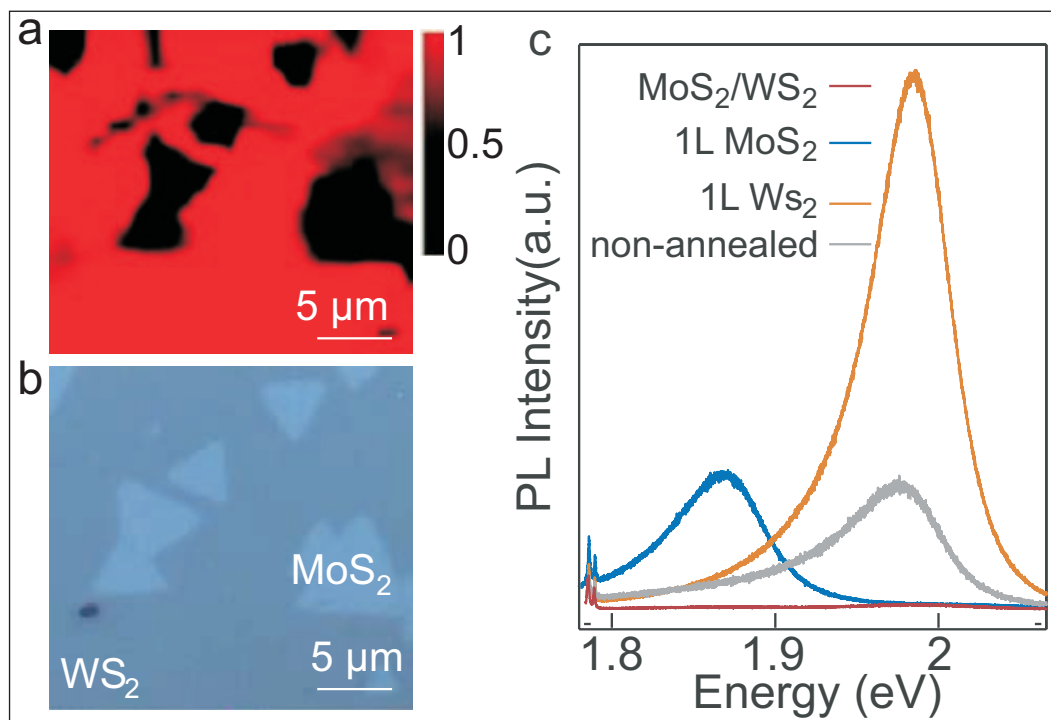 a
1
0.5
0
5 μm
b
MoS₂
WS₂
5 μm
c
MoS₂/WS₂
1L MoS₂
1L Ws₂
non-annealed
PL Intensity(a.u.)
1.8 1.9 2
Energy (eV)